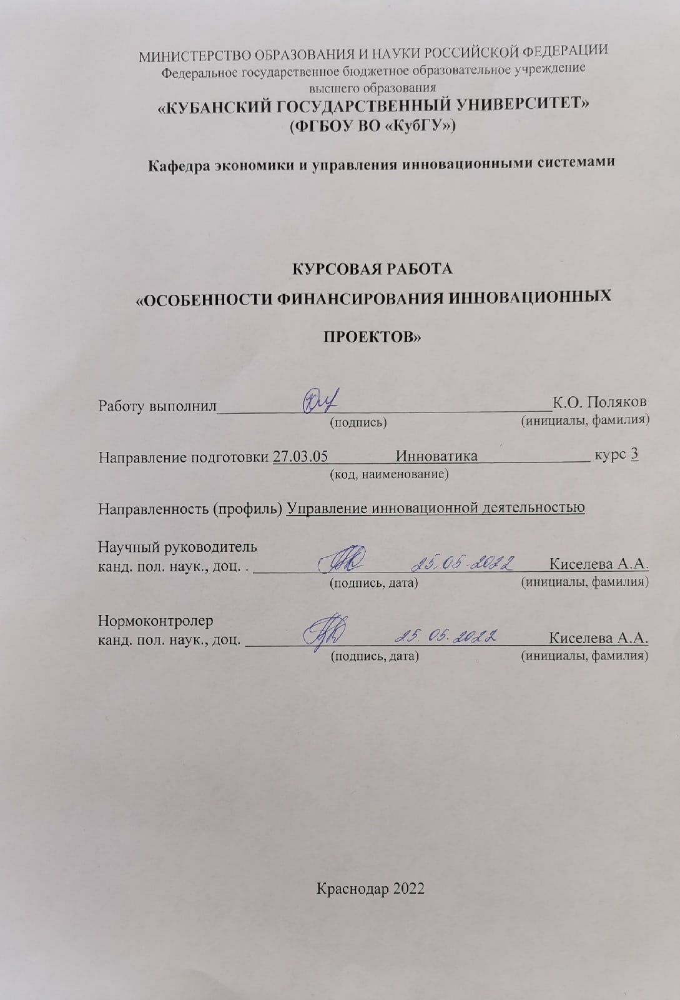 МИНИСТЕРСТВО ОБРАЗОВАНИЯ И НАУКИ РОССИЙСКОЙ ФЕДЕРАЦИИ
Федеральное государственное бюджетное образовательное учреждение
высшего образования
«КУБАНСКИЙ ГОСУДАРСТВЕННЫЙ УНИВЕРСИТЕТ»
(ФГБОУ ВО «КубГУ»)
Кафедра экономики и управления инновационными системами
КУРСОВАЯ РАБОТА
«ОСОБЕННОСТИ ФИНАНСИРОВАНИЯ ИННОВАЦИОННЫХ
ПРОЕКТОВ»
Работу выполнил К.О. Поляков
(подпись) (инициалы, фамилия)
Направление подготовки 27.03.05 Инноватика курс 3
(код, наименование)
Направленность (профиль) Управление инновационной деятельностью
Научный руководитель
канд. пол. наук., доц. . 25.05.2022 Киселева А.А.
(подпись, дата) (инициалы, фамилия)
Нормоконтролер
канд. пол. наук., доц. 25.05.2022 Киселева А.А.
(подпись, дата) (инициалы, фамилия)
Краснодар 2022